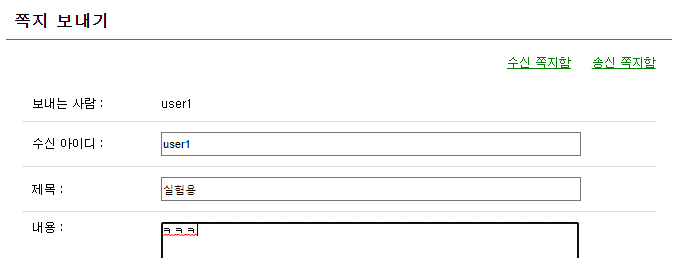 쪽지 보내기
수신 쪽지함 송신 쪽지함
보내는 사람 : user1
수신 아이디 : user1
제목 : 실험용
내용 : ㅋㅋㅋ